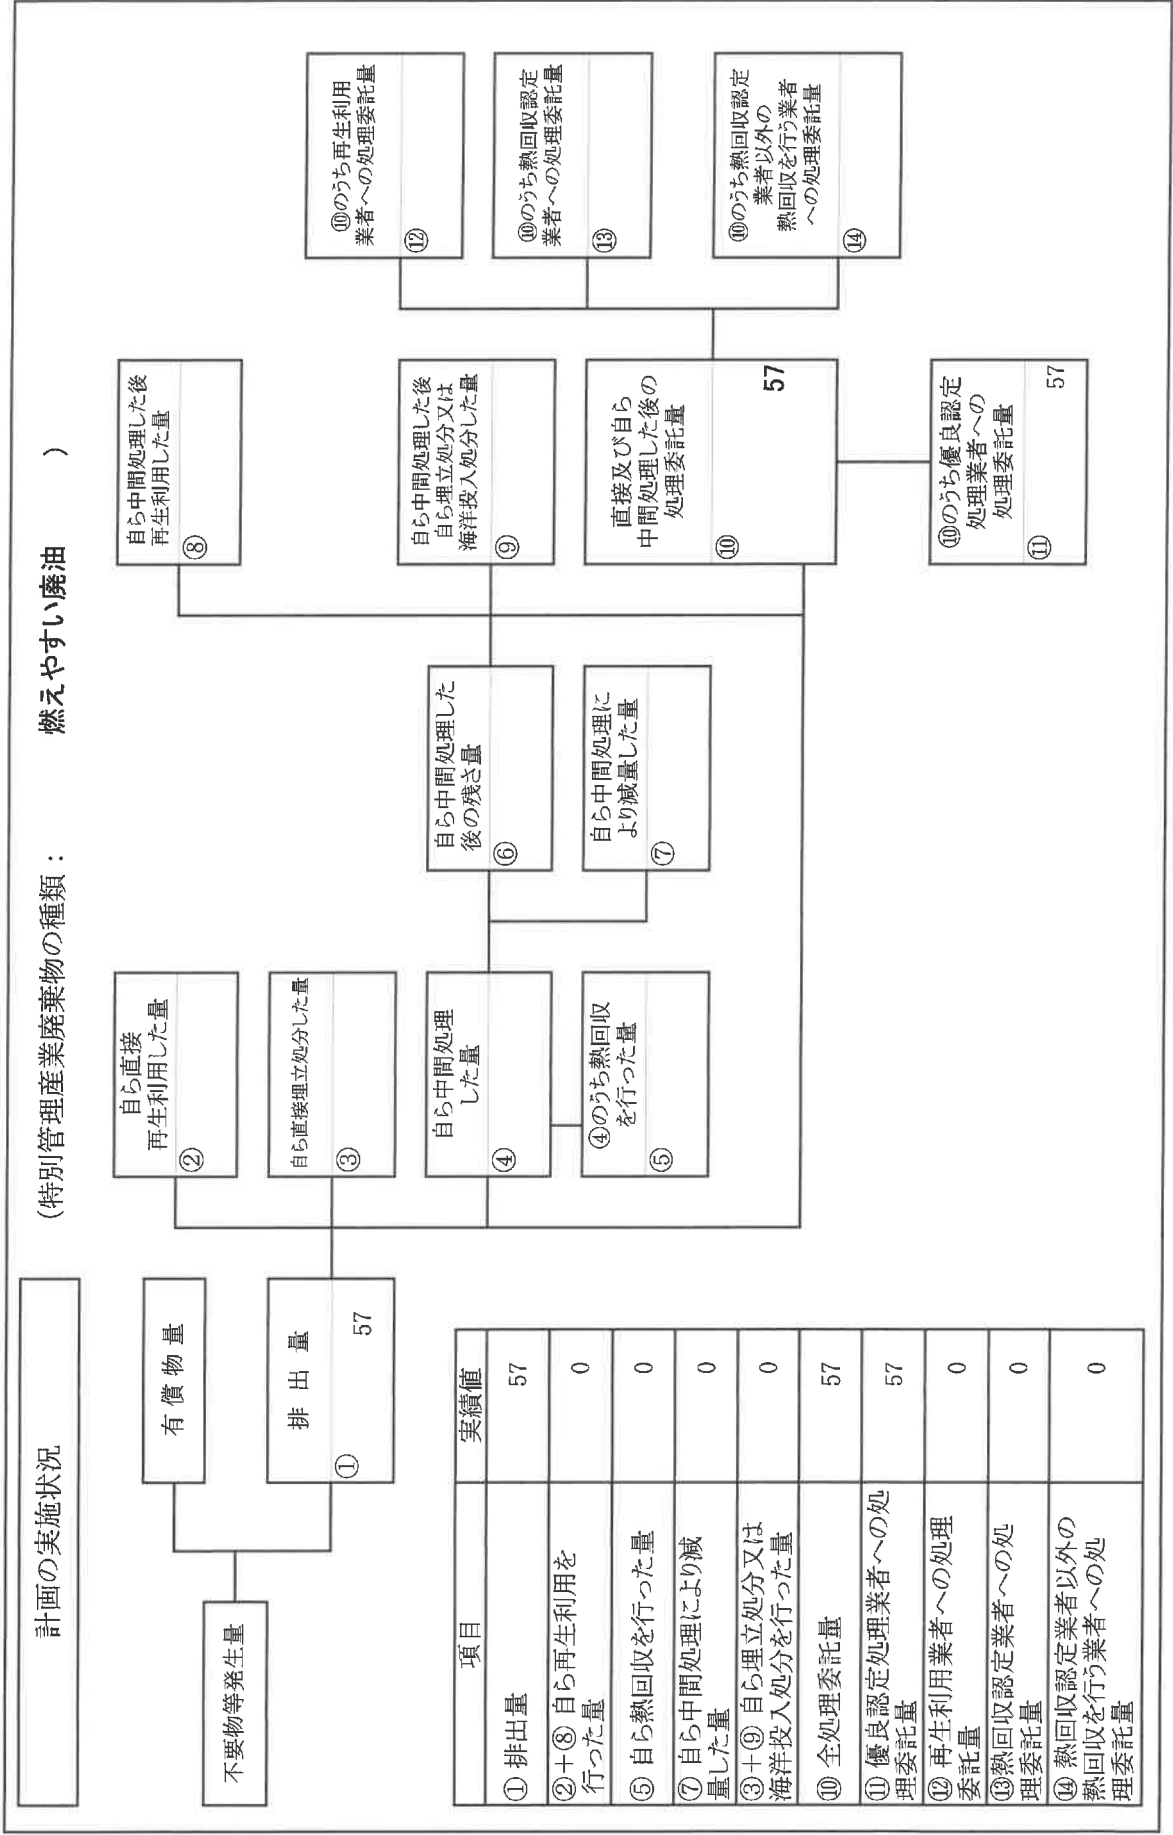 計画の実施状況
(特別管理産業廃棄物の種類： 燃えやすい廃油 )
不要物等発生量
有償物量
排出量
① 57
自ら直接
再生利用した量
②
自ら直接埋立処分した量
③
自ら中間処理
した量
④
④のうち熱回収
を行った量
⑤
自ら中間処理した
後の残さ量
⑥
自ら中間処理に
より減量した量
⑦
自ら中間処理した後
再生利用した量
⑧
自ら中間処理した後
自ら埋立処分又は
海洋投入処分した量
⑨
直接及び自ら
中間処理した後の
処理委託量
⑩ 57
⑩のうち優良認定
処理業者への
処理委託量
⑪ 57
⑩のうち再生利用
業者への処理委託量
⑫
⑩のうち熱回収認定
業者への処理委託量
⑬
⑩のうち熱回収認定
業者以外の
熱回収を行う業者
への処理委託量
⑭
項目 実績値
①排出量 57
②＋⑧ 自ら再生利用を
行った量 0
⑤ 自ら熱回収を行った量 0
⑦ 自ら中間処理により減
量した量 0
③＋⑨ 自ら埋立処分又は
海洋投入処分を行った量 0
⑩ 全処理委託量 57
⑪ 優良認定処理業者への処
理委託量 57
⑫ 再生利用業者への処理
委託量 0
⑬熱回収認定業者への処
理委託量 0
⑭ 熱回収認定業者以外の
熱回収を行う業者への処
理委託量 0